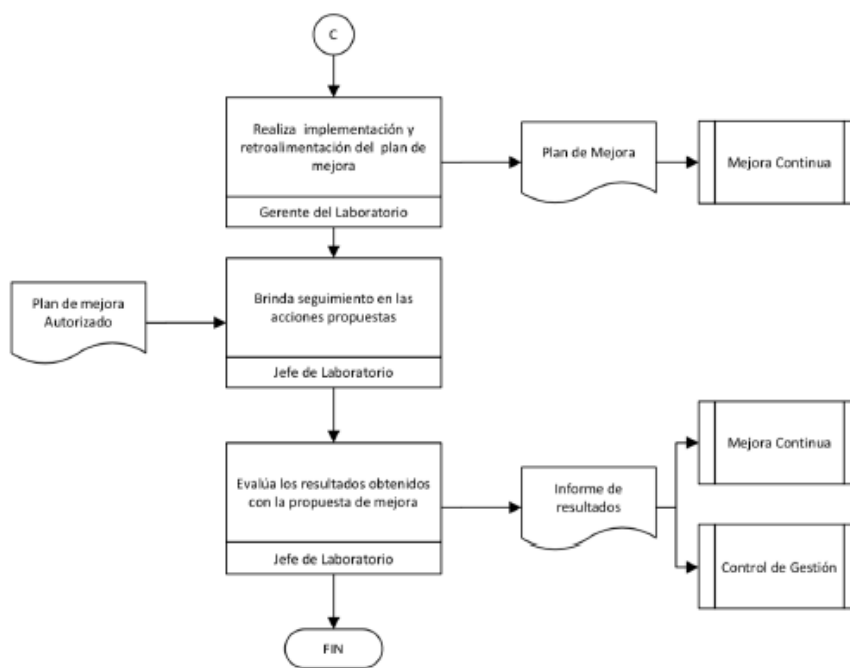 C
Realiza implementación y
retroalimentación del plan de
mejora
Gerente del Laboratorio
Plan de Mejora
Mejora Continua
Plan de mejora
Autorizado
Brinda seguimiento en las
acciones propuestas
Jefe de Laboratorio
Evalúa los resultados obtenidos
con la propuesta de mejora
Jefe de Laboratorio
Informe de
resultados
Mejora Continua
Control de Gestión
FIN